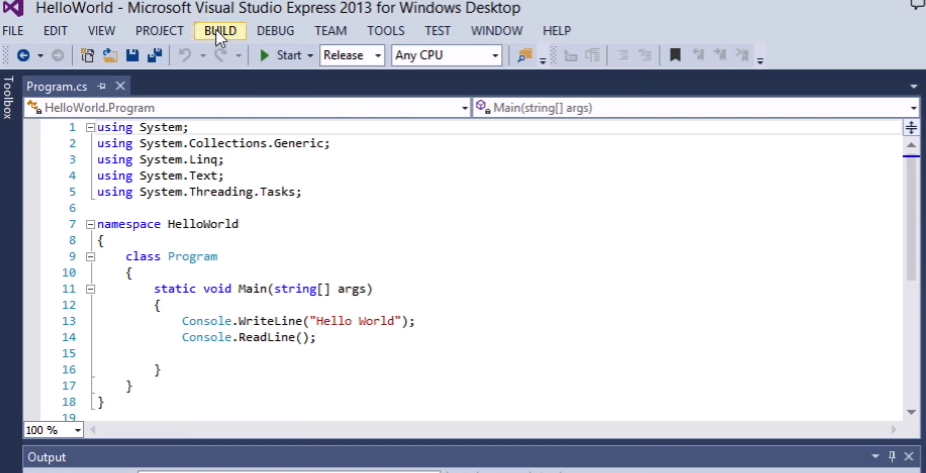 HelloWorld - Microsoft Visual Studio Express 2013 for Windows Desktop
FILE EDIT VIEW PROJECT BUILD DEBUG TEAM TOOLS TEST WINDOW HELP
Start Release Any CPU
Toolbox
Program.cs
HelloWorld.Program Main(string[] args)
1 using System;
2 using System.Collections.Generic;
3 using System.Linq;
4 using System.Text;
5 using System.Threading.Tasks;
6
7 namespace HelloWorld
8 {
9 class Program
10 {
11 static void Main(string[] args)
12 {
13 Console.WriteLine("Hello World");
14 Console.ReadLine();
15
16 }
17 }
18 }
19
100 %
Output